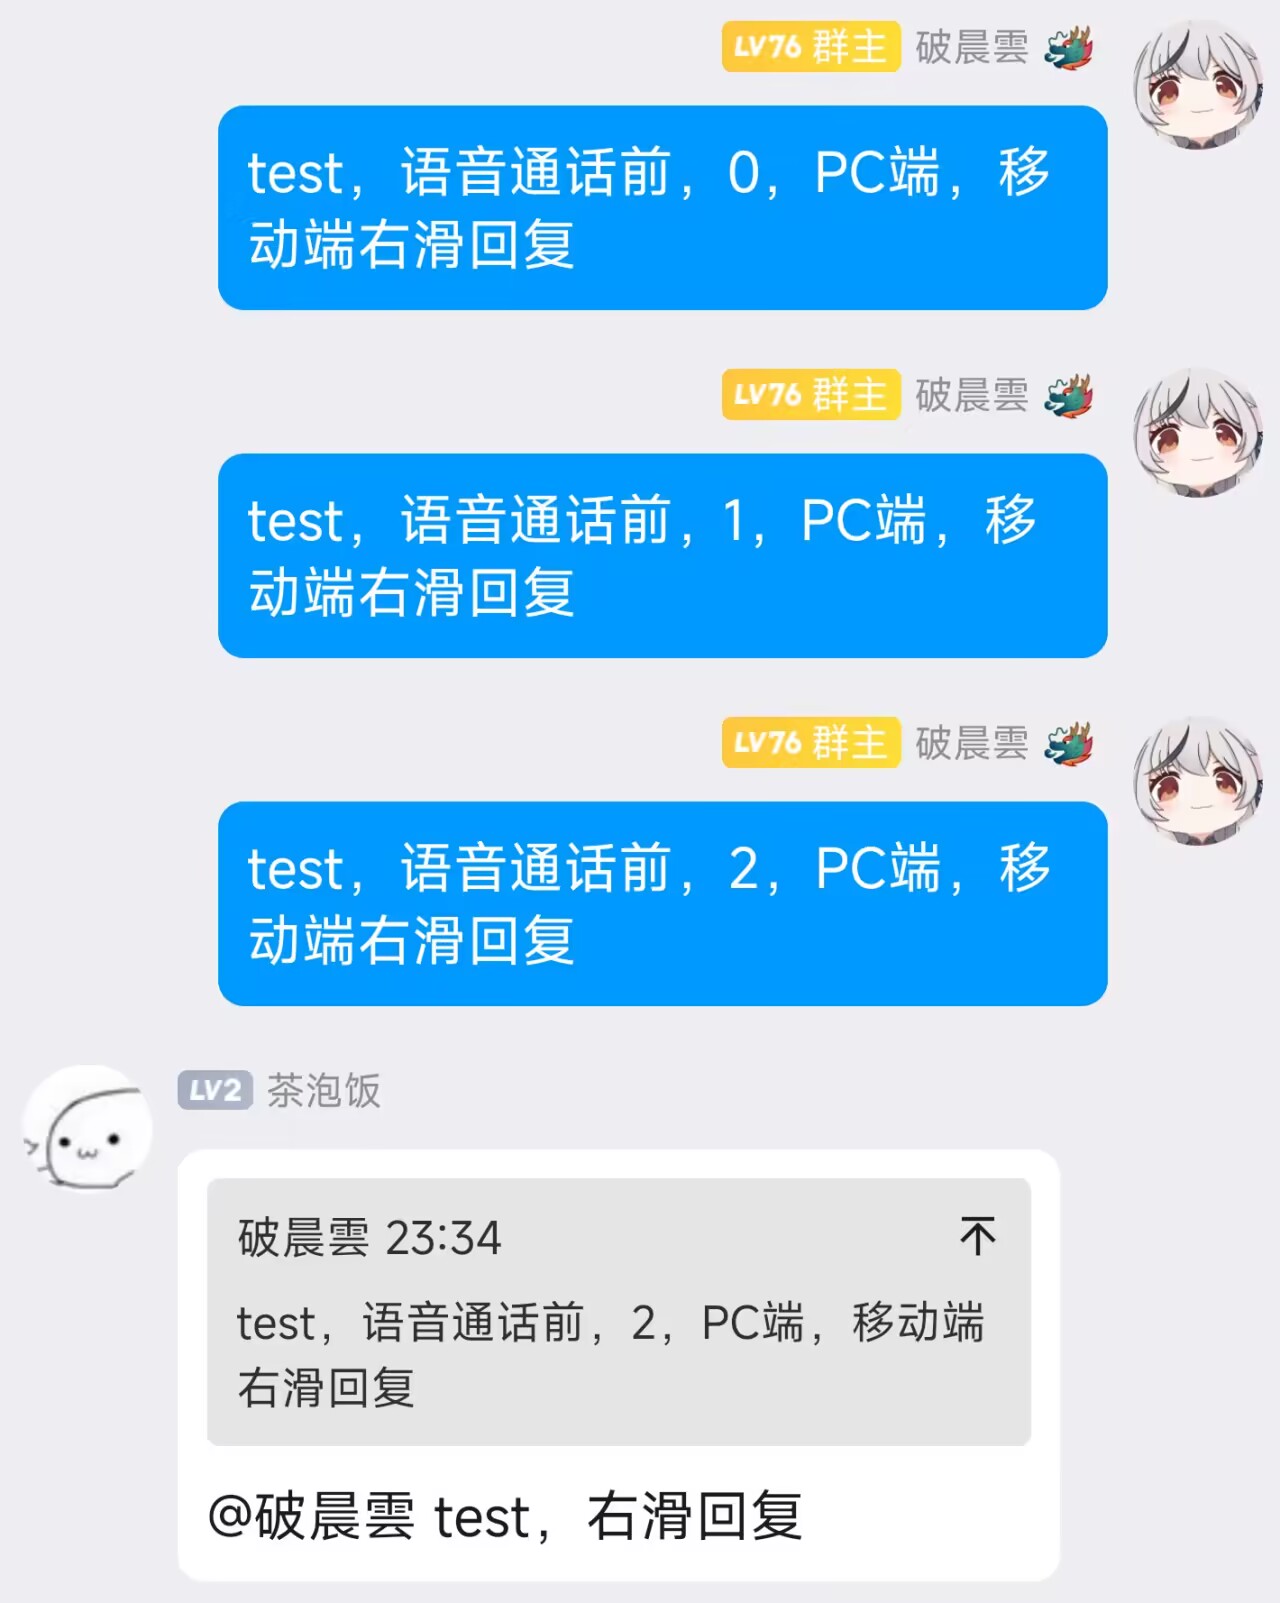 LV76 群主 破晨雲
test，语音通话前，0，PC端，移
动端右滑回复
LV76 群主 破晨雲
test，语音通话前，1，PC端，移
动端右滑回复
LV76 群主 破晨雲
test，语音通话前，2，PC端，移
动端右滑回复
LV2 茶泡饭
破晨雲 23:34
test，语音通话前，2，PC端，移动端
右滑回复
@破晨雲 test，右滑回复